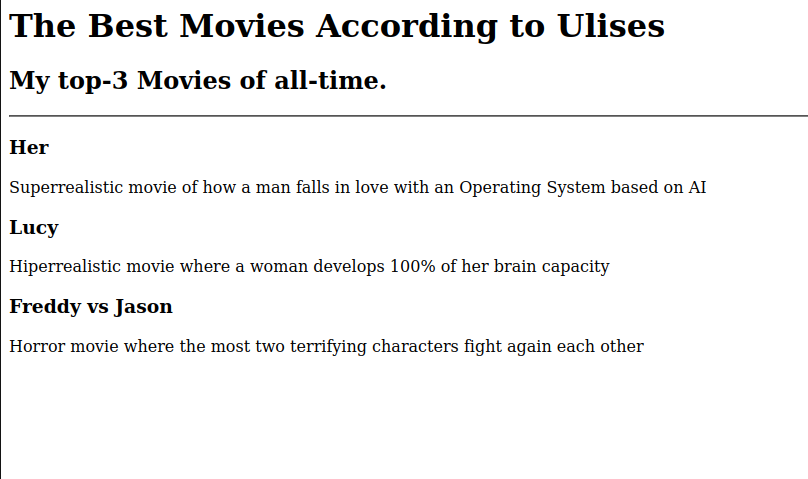 The Best Movies According to Ulises
My top-3 Movies of all-time.
Her
Superrealistic movie of how a man falls in love with an Operating System based on AI
Lucy
Hiperrealistic movie where a woman develops 100% of her brain capacity
Freddy vs Jason
Horror movie where the most two terrifying characters fight again each other